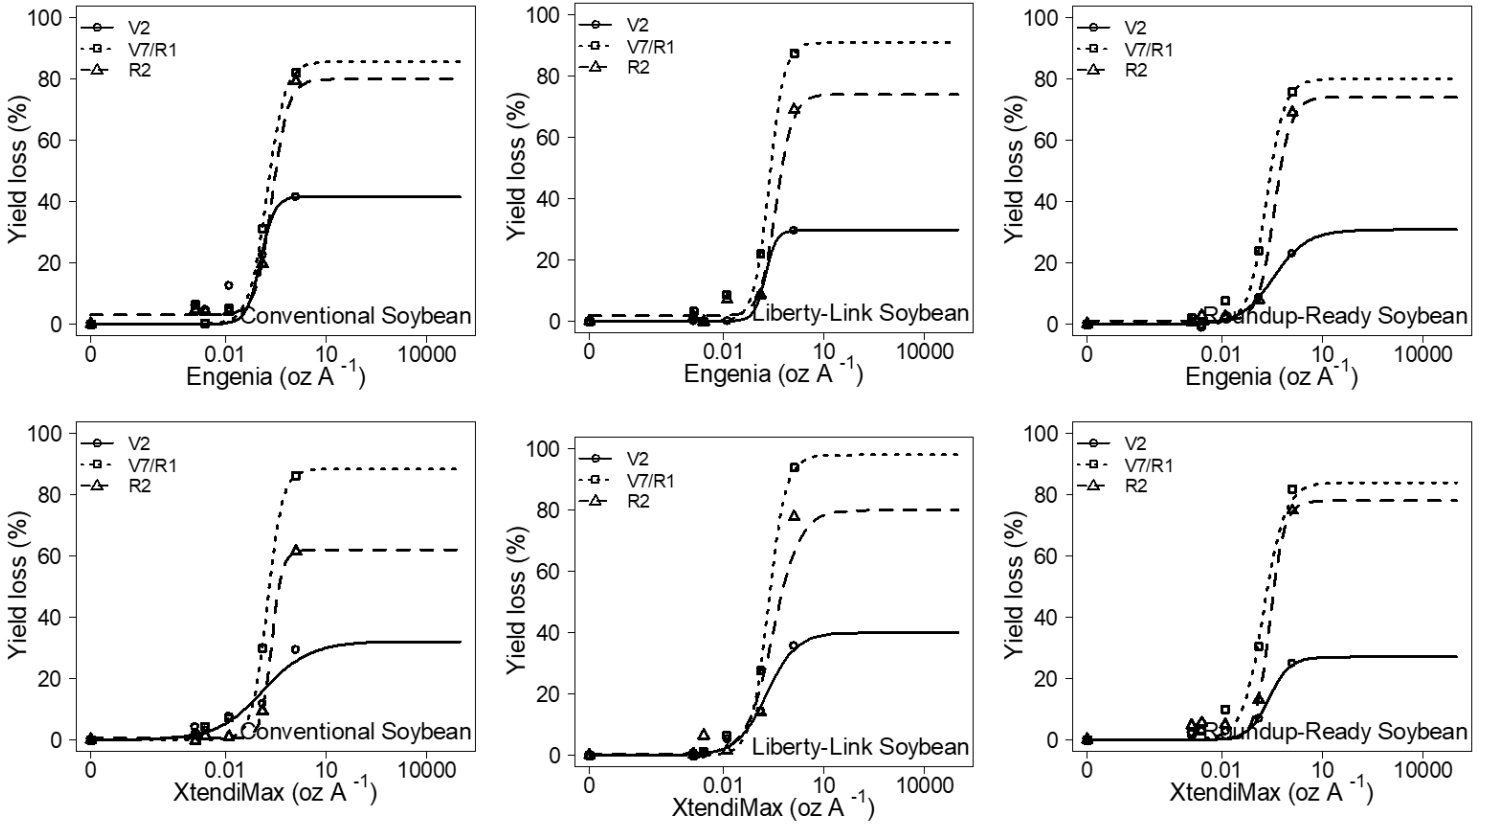 Yield loss (%)
100
80
60
40
20
0
V2
V7/R1
R2
Conventional Soybean
0 0.01 10 10000
Engenia (oz A -1)
Yield loss (%)
100
80
60
40
20
0
V2
V7/R1
R2
Liberty-Link Soybean
0 0.01 10 10000
Engenia (oz A -1)
Yield loss (%)
100
80
60
40
20
0
V2
V7/R1
R2
Roundup-Ready Soybean
0 0.01 10 10000
Engenia (oz A -1)
Yield loss (%)
100
80
60
40
20
0
V2
V7/R1
R2
Conventional Soybean
0 0.01 10 10000
XtendiMax (oz A -1)
Yield loss (%)
100
80
60
40
20
0
V2
V7/R1
R2
Liberty-Link Soybean
0 0.01 10 10000
XtendiMax (oz A -1)
Yield loss (%)
100
80
60
40
20
0
V2
V7/R1
R2
Roundup-Ready Soybean
0 0.01 10 10000
XtendiMax (oz A -1)